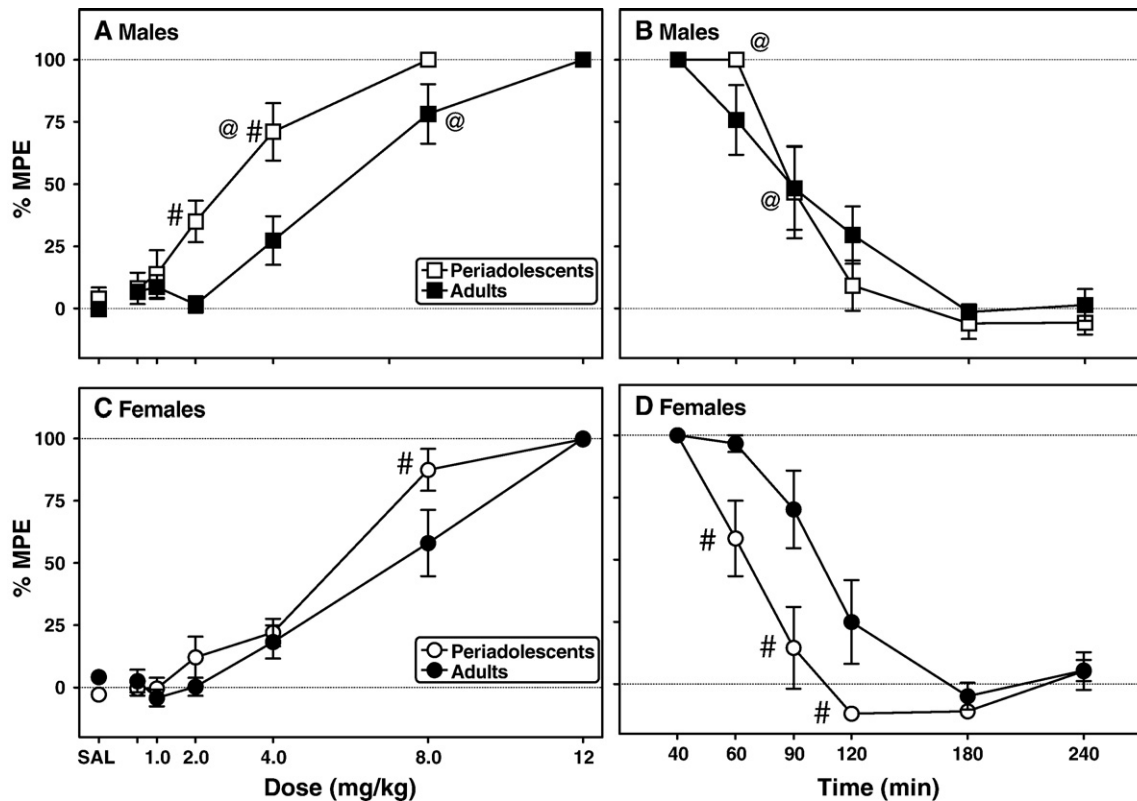 A Males
100
75
50
25
0
% MPE
@
#
#
@
Periadolescents
Adults
B Males
@
@
C Females
100
75
50
25
0
% MPE
#
Periadolescents
Adults
SAL 1.0 2.0 4.0 8.0 12
Dose (mg/kg)
D Females
#
#
#
40 60 90 120 180 240
Time (min)